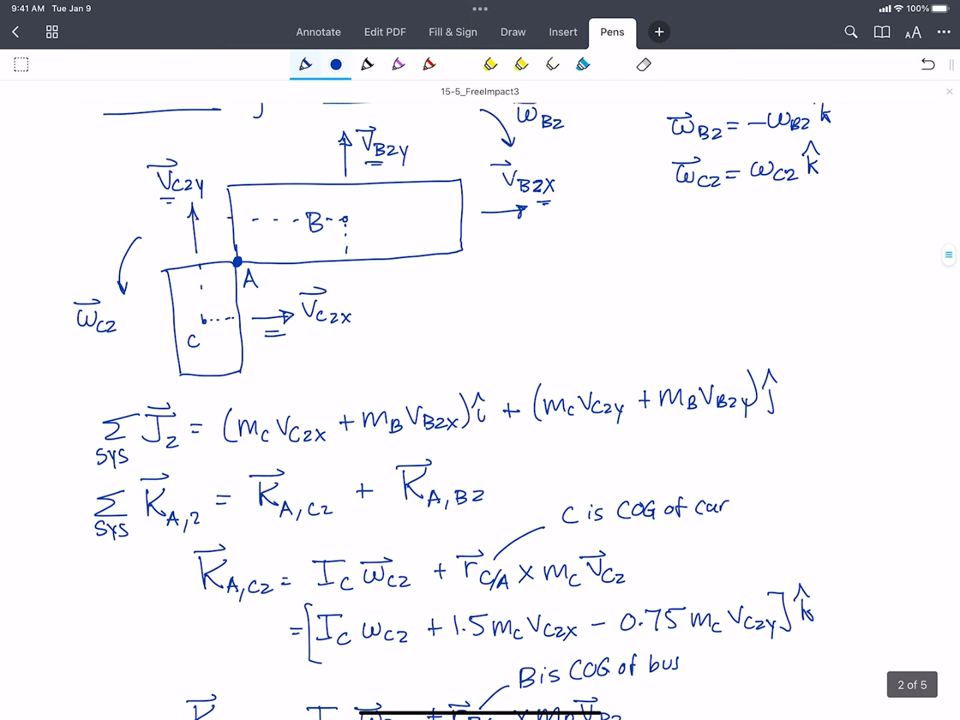 9:41 AM Tue Jan 9
100%
Annotate Edit PDF Fill & Sign Draw Insert Pens
AA
15-5_FreeImpact3
J
ω⃗B2
ω⃗B2 = -ωB2 k̂
V⃗B2Y
V⃗C2Y
V⃗B2X
ω⃗C2 = ωC2 k̂
B
A
ω⃗C2
V⃗C2X
C
Σ SYS J⃗2 = (mC VC2X + mB VB2X) î + (mC VC2Y + mB VB2Y) ĵ
Σ SYS K⃗A,2 = K⃗A,C2 + K⃗A,B2
C is COG of car
K⃗A,C2 = IC ω⃗C2 + r⃗C/A × mC V⃗C2
= [IC ωC2 + 1.5 mC VC2X - 0.75 mC VC2Y] k̂
B is COG of bus
2 of 5